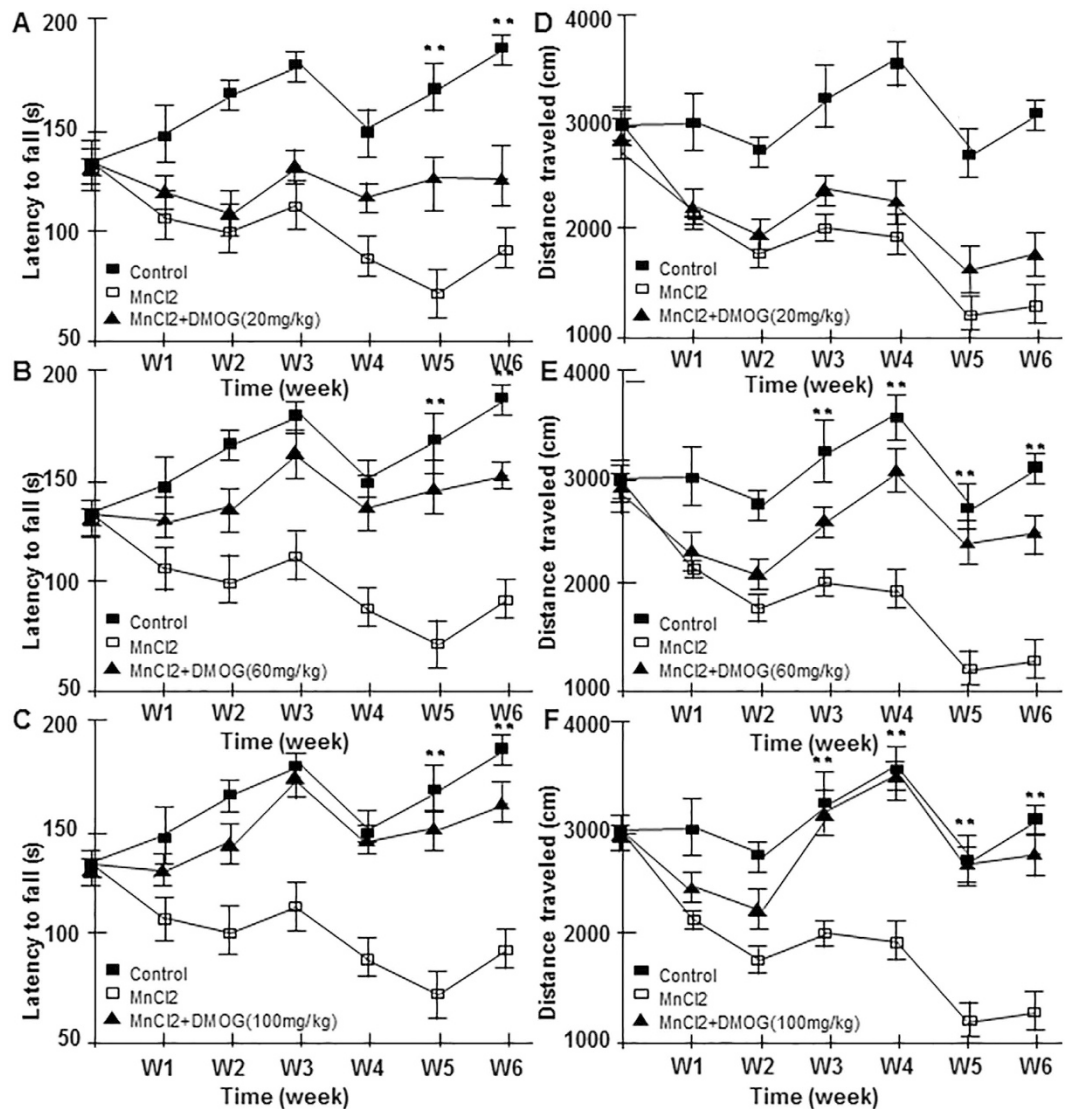 A
Latency to fall (s)
200
150
100
50
** **
Control
MnCl2
MnCl2+DMOG(20mg/kg)
W1 W2 W3 W4 W5 W6
Time (week)
D
Distance traveled (cm)
4000
3000
2000
1000
Control
MnCl2
MnCl2+DMOG(20mg/kg)
W1 W2 W3 W4 W5 W6
Time (week)
B
Latency to fall (s)
200
150
100
50
** **
Control
MnCl2
MnCl2+DMOG(60mg/kg)
W1 W2 W3 W4 W5 W6
Time (week)
E
Distance traveled (cm)
4000
3000
2000
1000
** ** ** **
Control
MnCl2
MnCl2+DMOG(60mg/kg)
W1 W2 W3 W4 W5 W6
Time (week)
C
Latency to fall (s)
200
150
100
50
** **
Control
MnCl2
MnCl2+DMOG(100mg/kg)
W1 W2 W3 W4 W5 W6
Time (week)
F
Distance traveled (cm)
4000
3000
2000
1000
** ** ** **
Control
MnCl2
MnCl2+DMOG(100mg/kg)
W1 W2 W3 W4 W5 W6
Time (week)